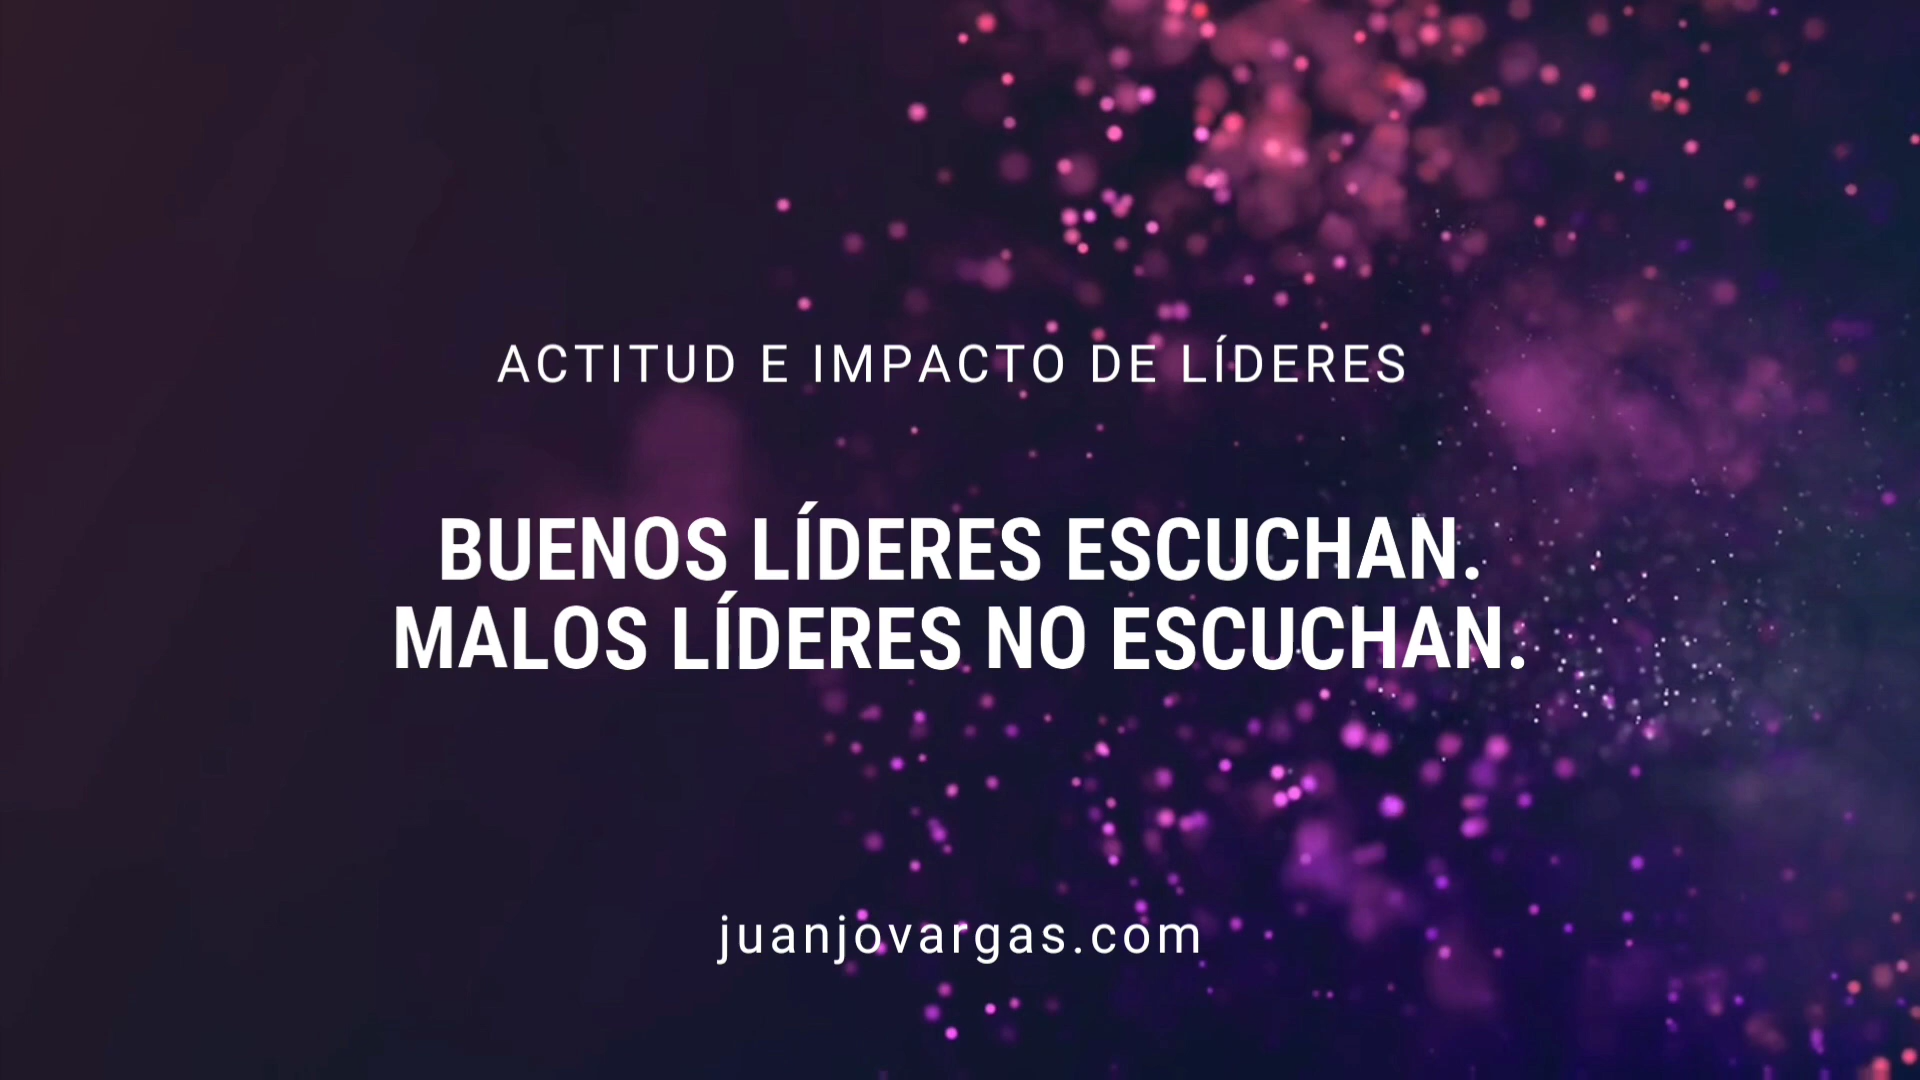 ACTITUD E IMPACTO DE LÍDERES
BUENOS LÍDERES ESCUCHAN.
MALOS LÍDERES NO ESCUCHAN.
juanjovargas.com